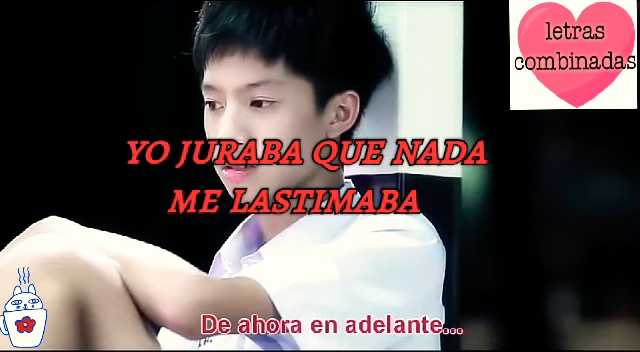 letras
combinadas
YO JURABA QUE NADA
ME LASTIMABA
De ahora en adelante...